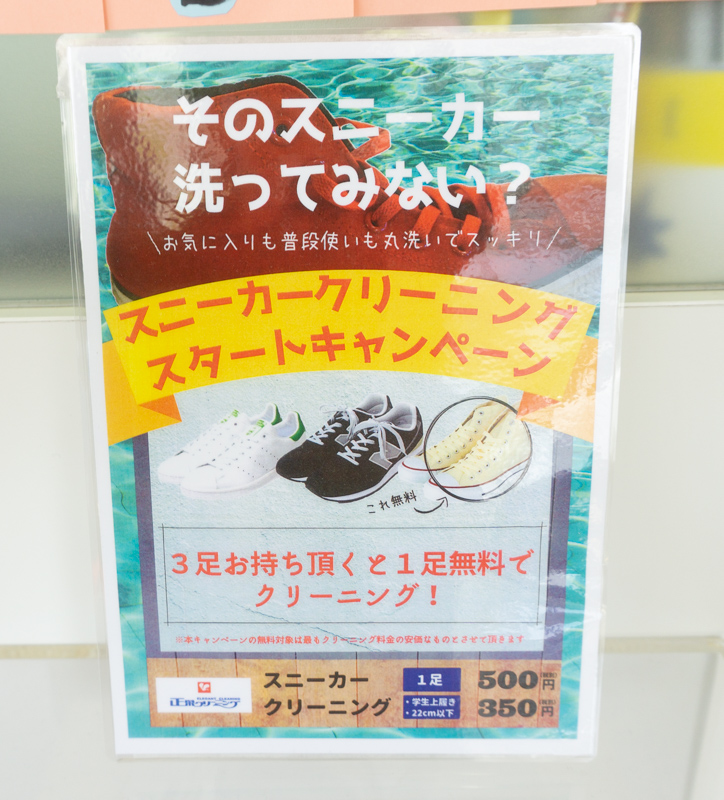 そのスニーカー
洗ってみない？
\お気に入りも普段使いも丸洗いでスッキリ/
スニーカークリーニング
スタートキャンペーン
これ無料
３足お持ち頂くと１足無料で
クリーニング！
※本キャンペーンの無料対象は最もクリーニング料金の安価なものとさせて頂きます
スニーカー
クリーニング
１足
500円
・学生上履き
・22cm以下
350円